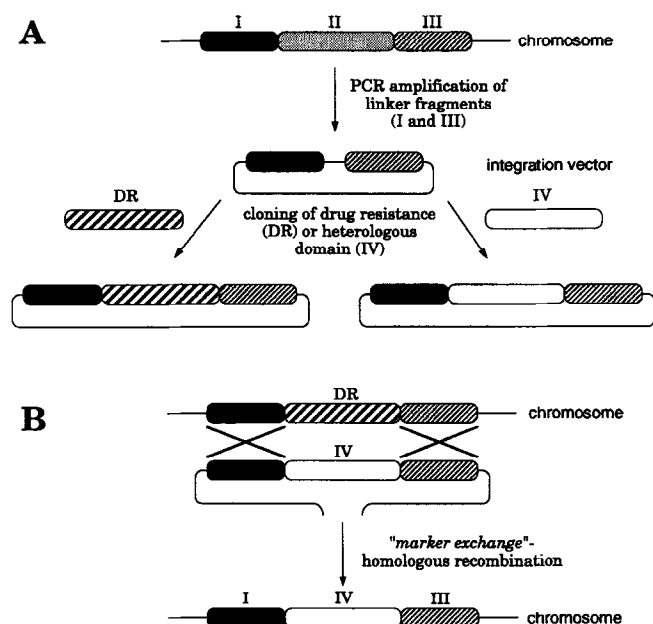 A
I II III
chromosome
PCR amplification of
linker fragments
(I and III)
integration vector
DR
IV
cloning of drug resistance
(DR) or heterologous
domain (IV)
B
DR
chromosome
IV
"marker exchange"-
homologous recombination
I IV III
chromosome